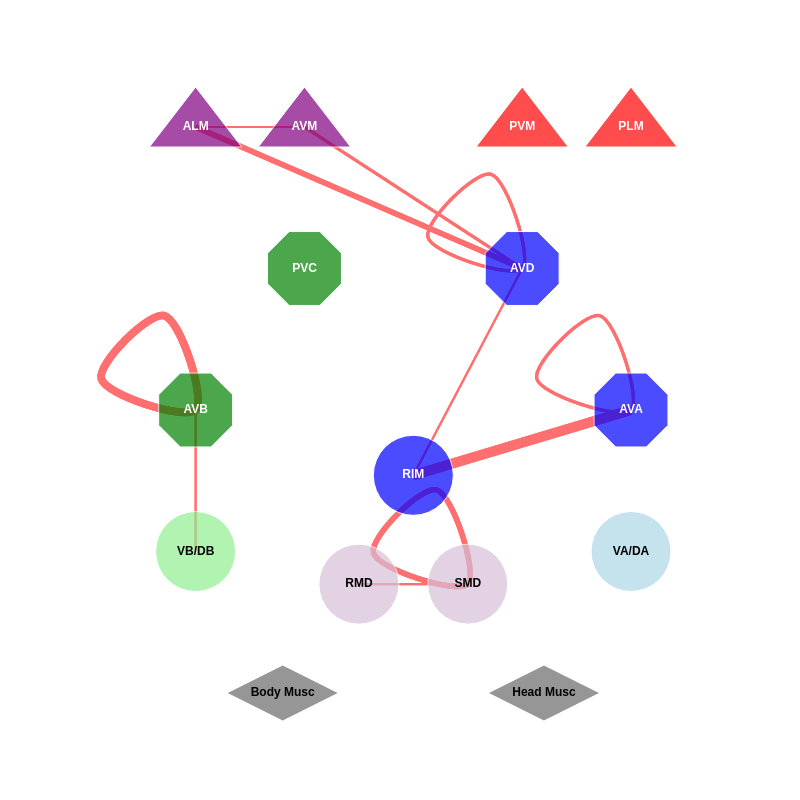 ALM
AVM
PVM
PLM
PVC
AVD
AVB
AVA
RIM
VB/DB
VA/DA
RMD
SMD
Body Musc
Head Musc